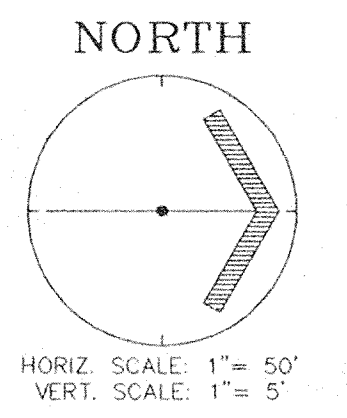 NORTH
HORIZ. SCALE: 1"= 50'
VERT. SCALE: 1"= 5'